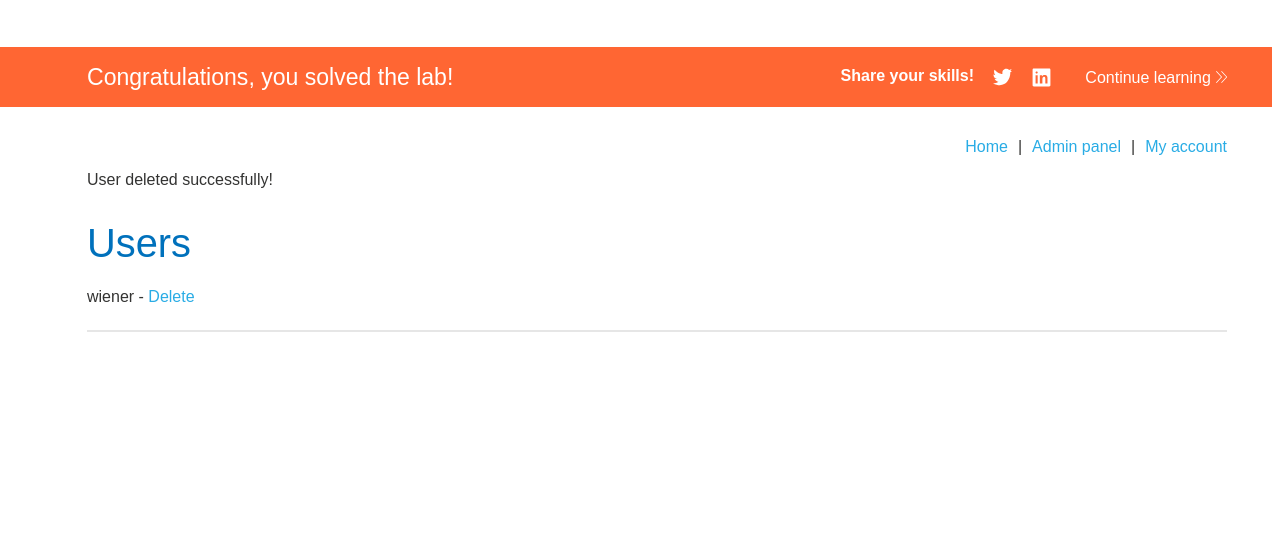 Congratulations, you solved the lab!
Share your skills!
Continue learning
Home | Admin panel | My account
User deleted successfully!
Users
wiener - Delete